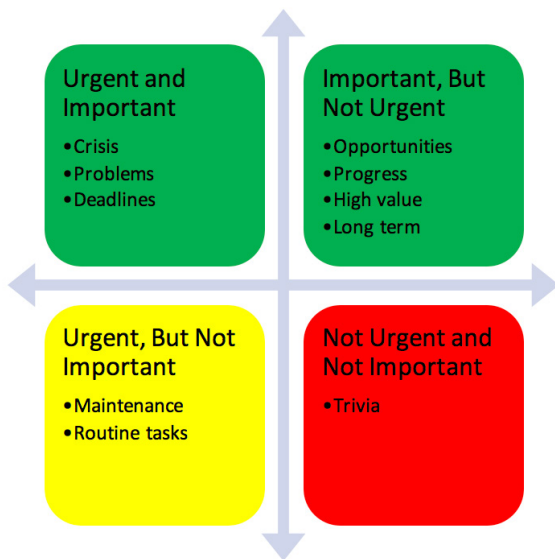 Urgent and
Important
•Crisis
•Problems
•Deadlines
Important, But
Not Urgent
•Opportunities
•Progress
•High value
•Long term
Urgent, But Not
Important
•Maintenance
•Routine tasks
Not Urgent and
Not Important
•Trivia